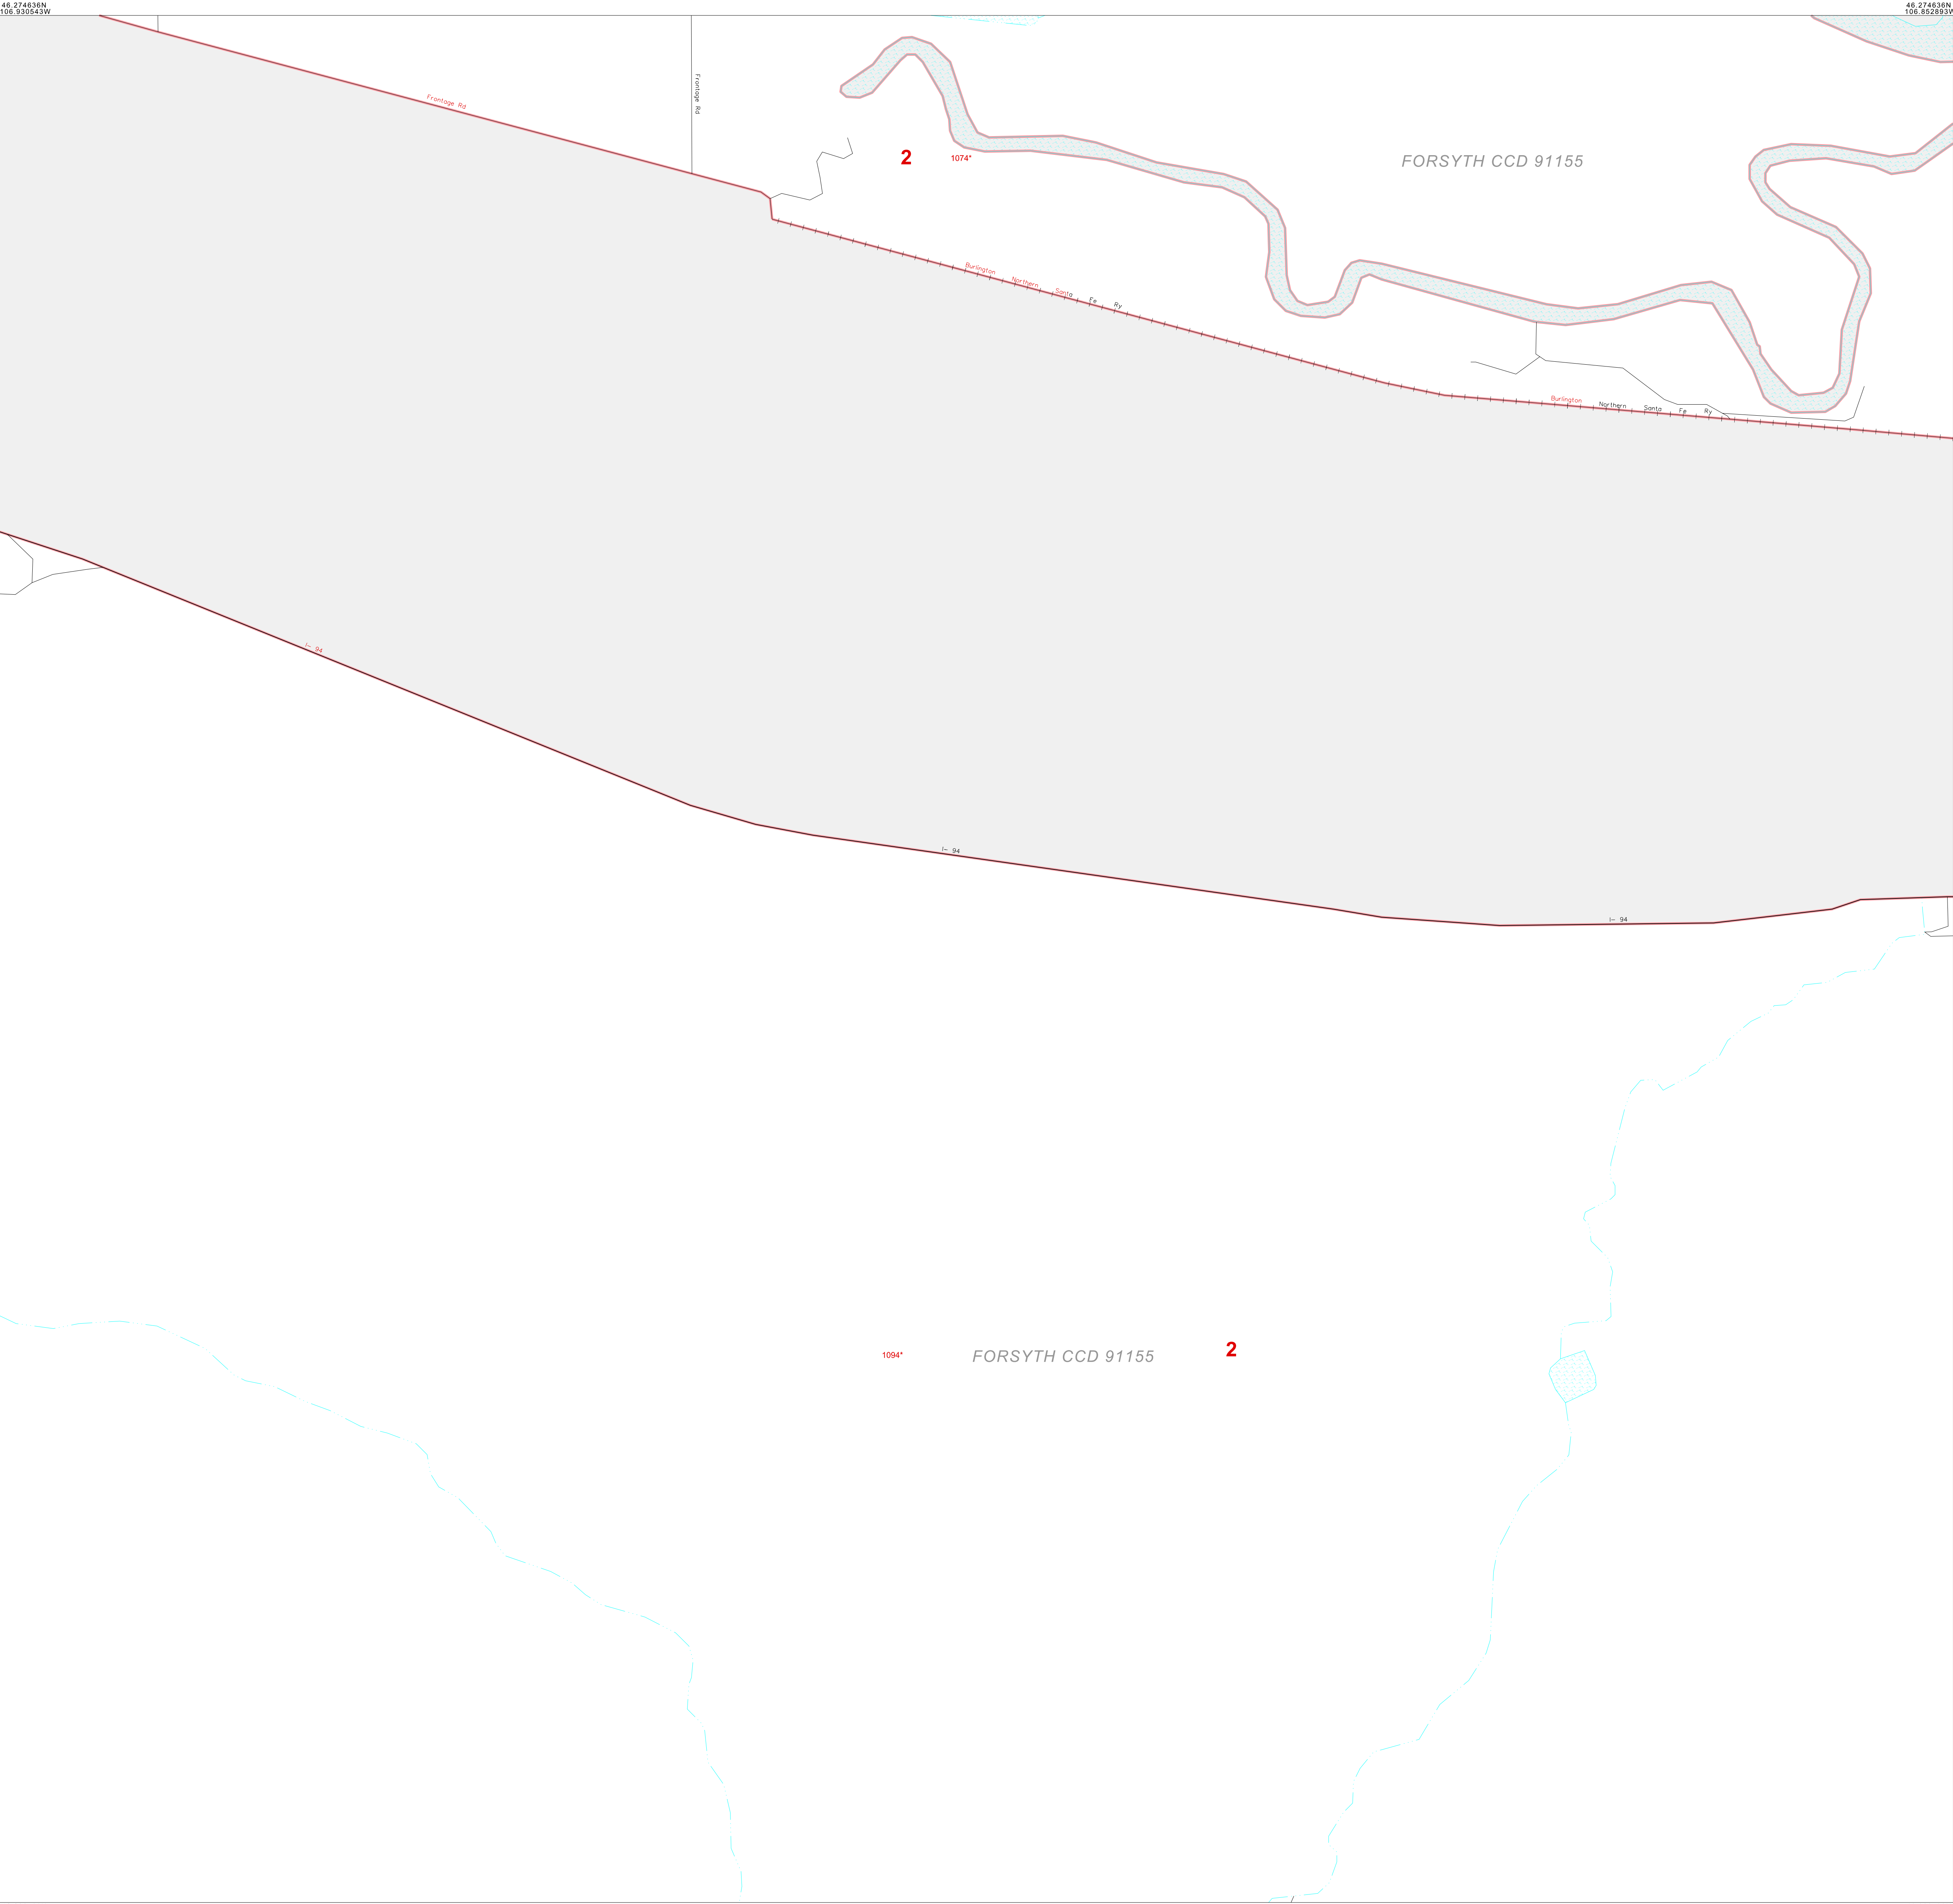 46.274636N
106.930543W
46.274636N
106.852893W
Frontage Rd
Frontage Rd
2
1074*
FORSYTH CCD 91155
Burlington Northern Santa Fe Ry
Burlington Northern Santa Fe Ry
I- 94
I- 94
I- 94
1094*
FORSYTH CCD 91155
2